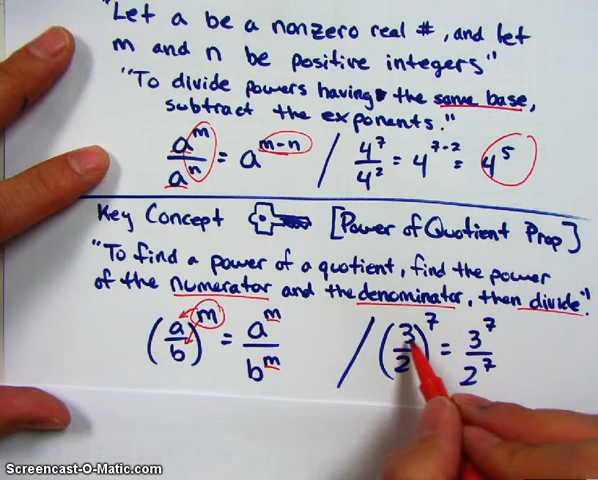 "Let a be a nonzero real #, and let
m and n be positive integers"
"To divide powers having the same base,
subtract the exponents."
a^m/a^n = a^(m-n) / 4^7/4^2 = 4^(7-2) = 4^5
Key Concept [Power of Quotient Prop]
"To find a power of a quotient, find the power
of the numerator and the denominator, then divide."
(a/b)^m = a^m/b^m / (3/2)^7 = 3^7/2^7
Screencast-O-Matic.com